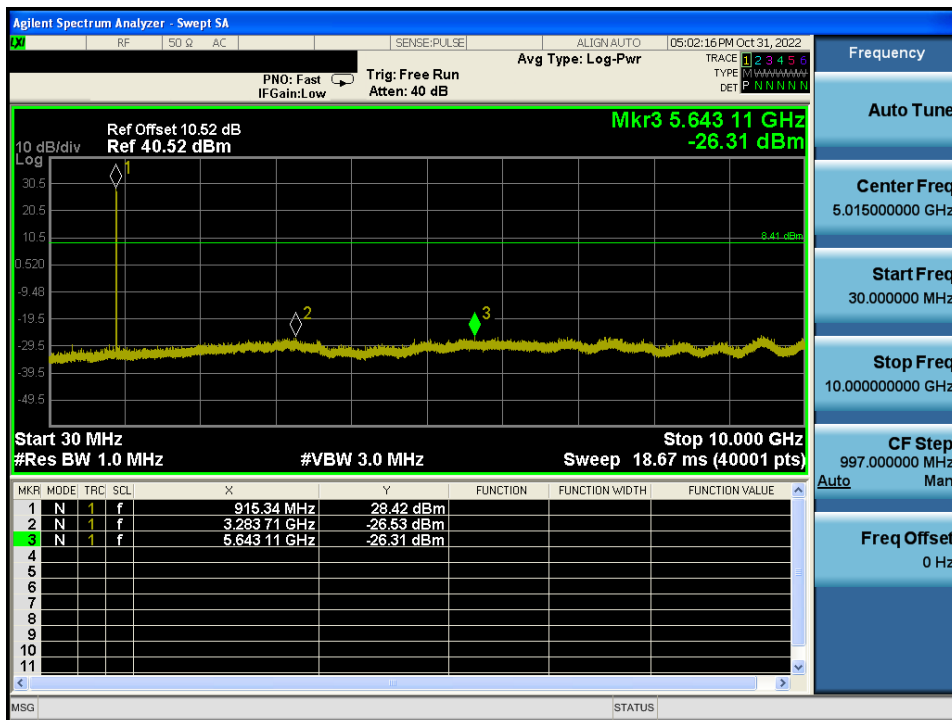 Agilent Spectrum Analyzer - Swept SA
LXI RF 50 Ω AC SENSE:PULSE ALIGN AUTO 05:02:16 PM Oct 31, 2022
Frequency
PNO: Fast Trig: Free Run Avg Type: Log-Pwr TRACE 1 2 3 4 5 6
IFGain:Low Atten: 40 dB TYPE MWWWWW
DET P N N N N N
Auto Tune
Ref Offset 10.52 dB Mkr3 5.643 11 GHz
10 dB/div Ref 40.52 dBm -26.31 dBm
Log
1
30.5
20.5
10.5
8.41 dBm
0.520
-9.48
-19.5
2
3
-29.5
-39.5
-49.5
Start 30 MHz Stop 10.000 GHz
#Res BW 1.0 MHz #VBW 3.0 MHz Sweep 18.67 ms (40001 pts)
MKR MODE TRC SCL X Y FUNCTION FUNCTION WIDTH FUNCTION VALUE
1 N 1 f 915.34 MHz 28.42 dBm
2 N 1 f 3.283 71 GHz -26.53 dBm
3 N 1 f 5.643 11 GHz -26.31 dBm
4
5
6
7
8
9
10
11
Center Freq
5.015000000 GHz
Start Freq
30.000000 MHz
Stop Freq
10.000000000 GHz
CF Step
997.000000 MHz
Auto Man
Freq Offset
0 Hz
MSG STATUS